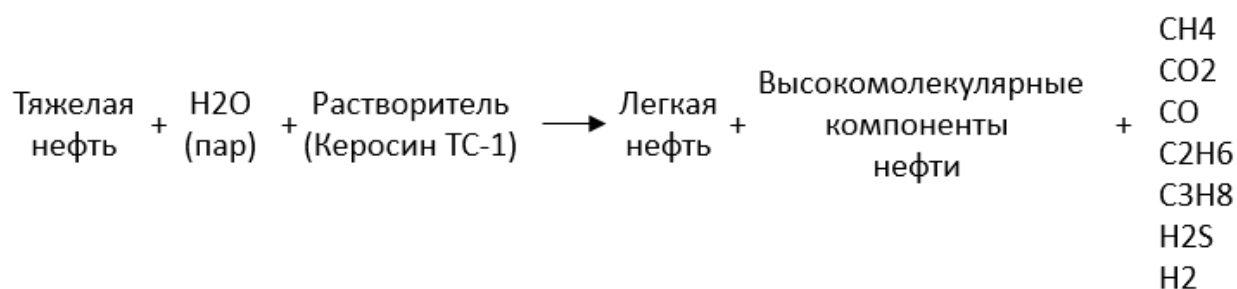 Тяжелая
нефть
+
H2O
(пар)
+
Растворитель
(Керосин ТС-1)
Легкая
нефть
+
Высокомолекулярные
компоненты
нефти
+
CH4
CO2
CO
C2H6
C3H8
H2S
H2